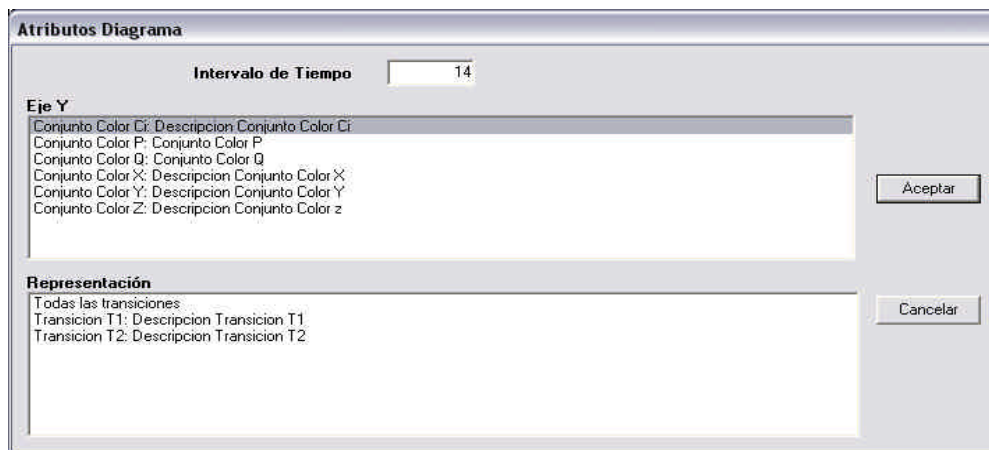 Atributos Diagrama
Intervalo de Tiempo 14
Eje Y
Conjunto Color Ci: Descripcion Conjunto Color Ci
Conjunto Color P: Conjunto Color P
Conjunto Color Q: Conjunto Color Q
Conjunto Color X: Descripcion Conjunto Color X
Conjunto Color Y: Descripcion Conjunto Color Y
Conjunto Color Z: Descripcion Conjunto Color z
Aceptar
Representación
Todas las transiciones
Transicion T1: Descripcion Transicion T1
Transicion T2: Descripcion Transicion T2
Cancelar